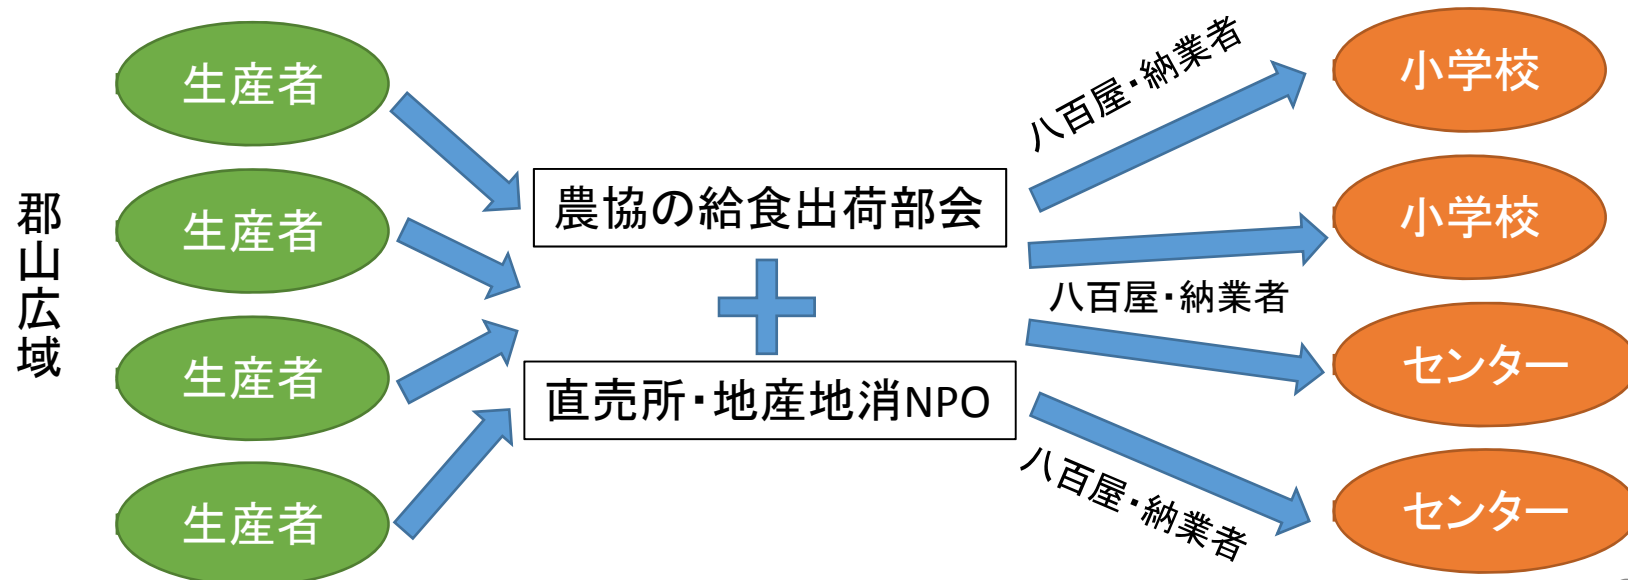 郡山広域
生産者
生産者
生産者
生産者
農協の給食出荷部会
直売所・地産地消NPO
八百屋・納業者
八百屋・納業者
八百屋・納業者
小学校
小学校
センター
センター